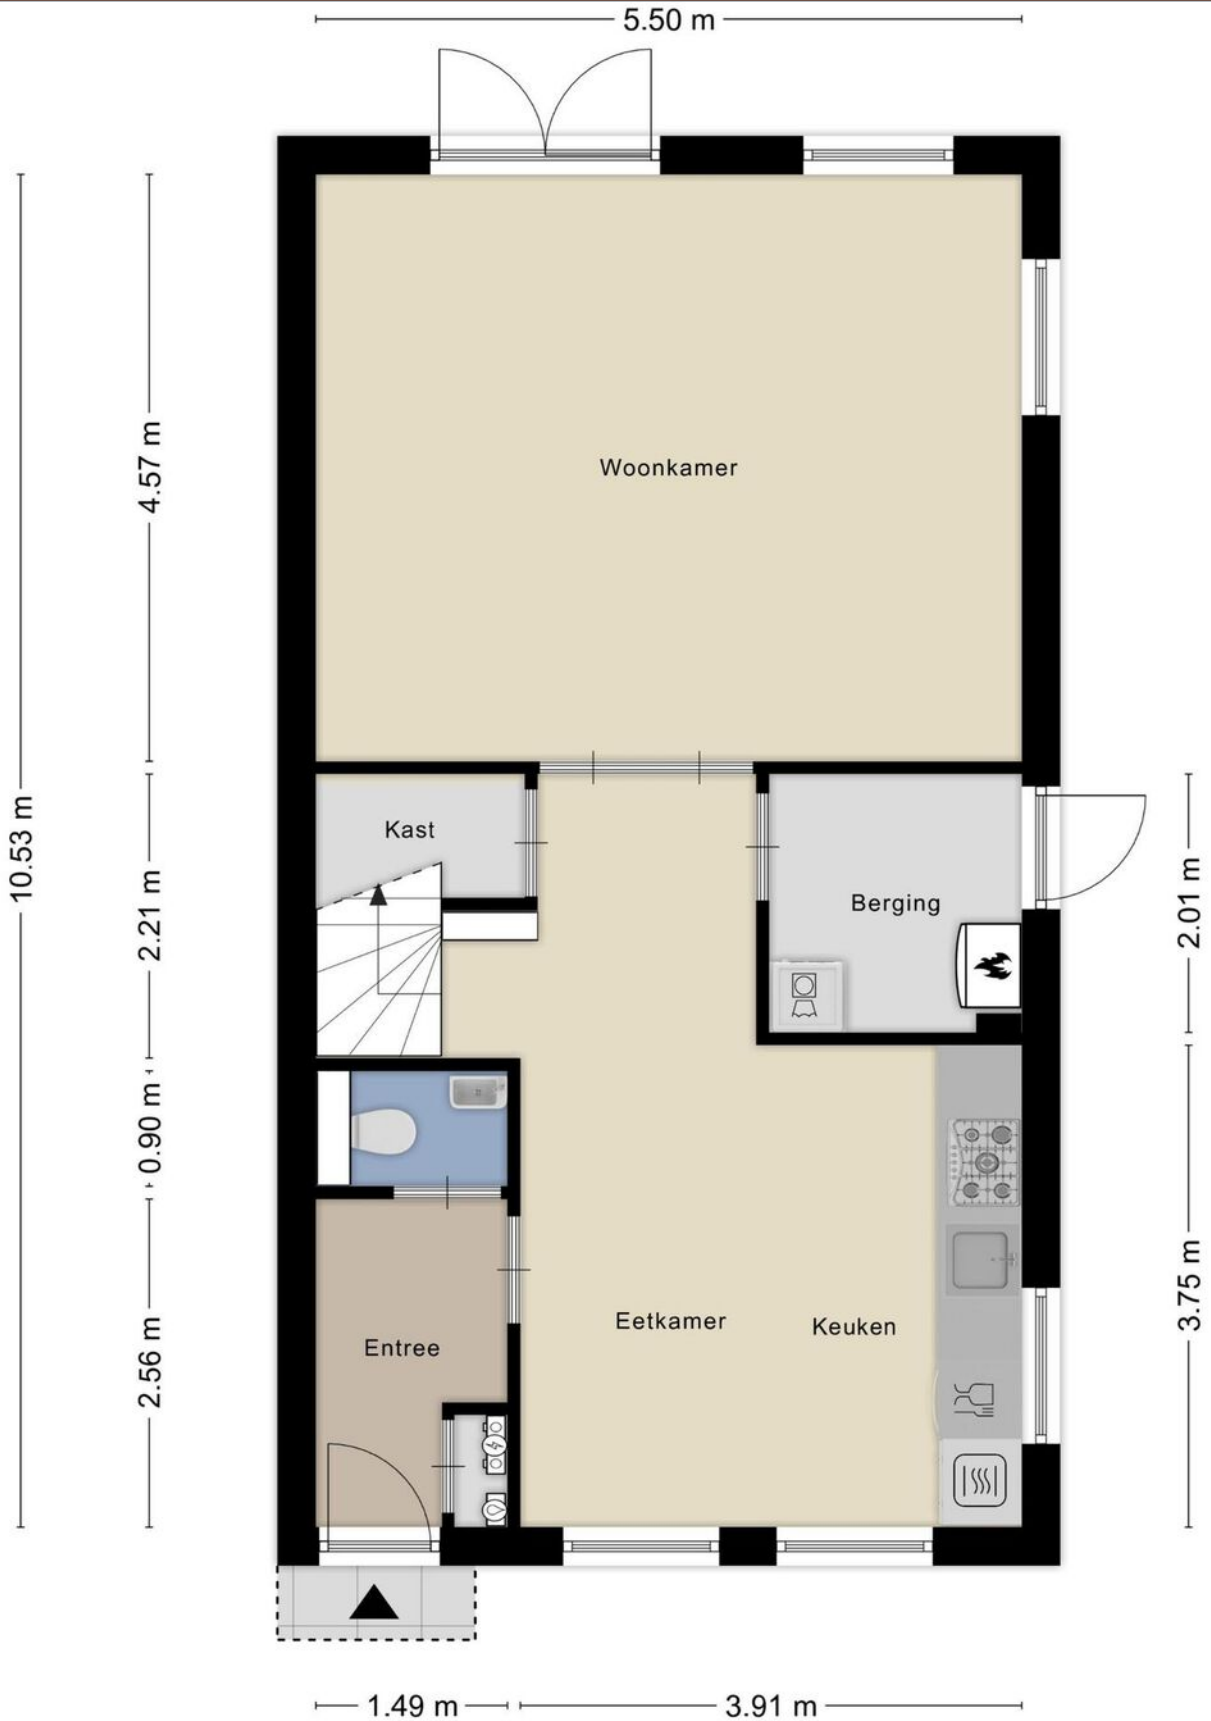 5.50 m
4.57 m
Woonkamer
10.53 m
Kast
2.21 m
Berging
2.01 m
0.90 m
3.75 m
Eetkamer
Keuken
Entree
2.56 m
1.49 m
3.91 m